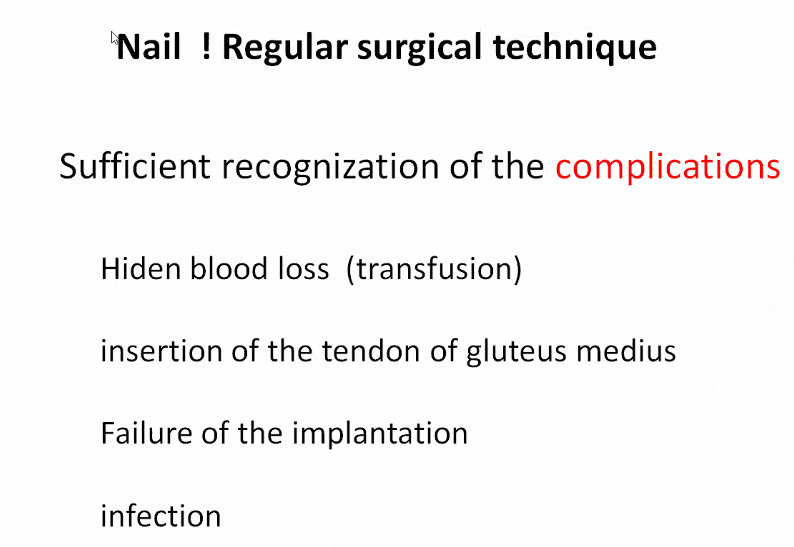 Nail ! Regular surgical technique
Sufficient recognization of the complications
Hiden blood loss (transfusion)
insertion of the tendon of gluteus medius
Failure of the implantation
infection